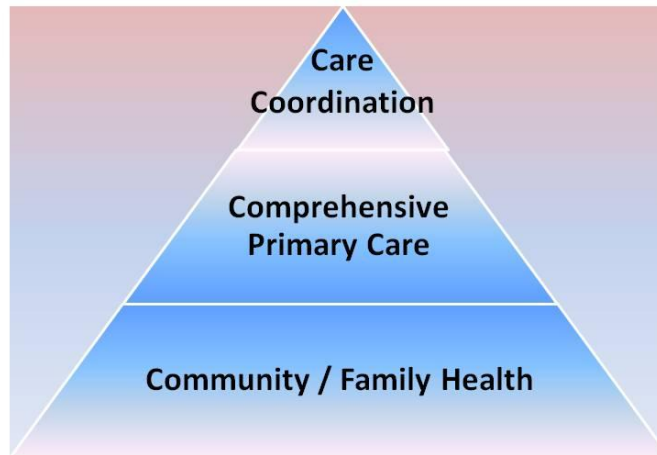 Care
Coordination
Comprehensive
Primary Care
Community / Family Health